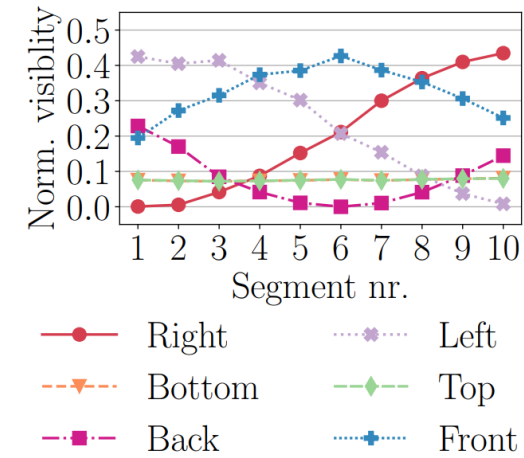 Norm. visiblity
0.5
0.4
0.3
0.2
0.1
0.0
1 2 3 4 5 6 7 8 9 10
Segment nr.
Right Left
Bottom Top
Back Front